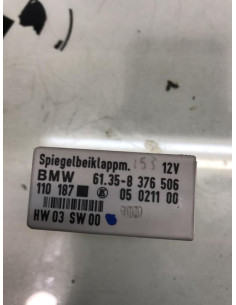 Spiegelbeiklappm. 12V
BMW 61.35-8 376 506
110 187 05 0211 00
HW 03 SW 00